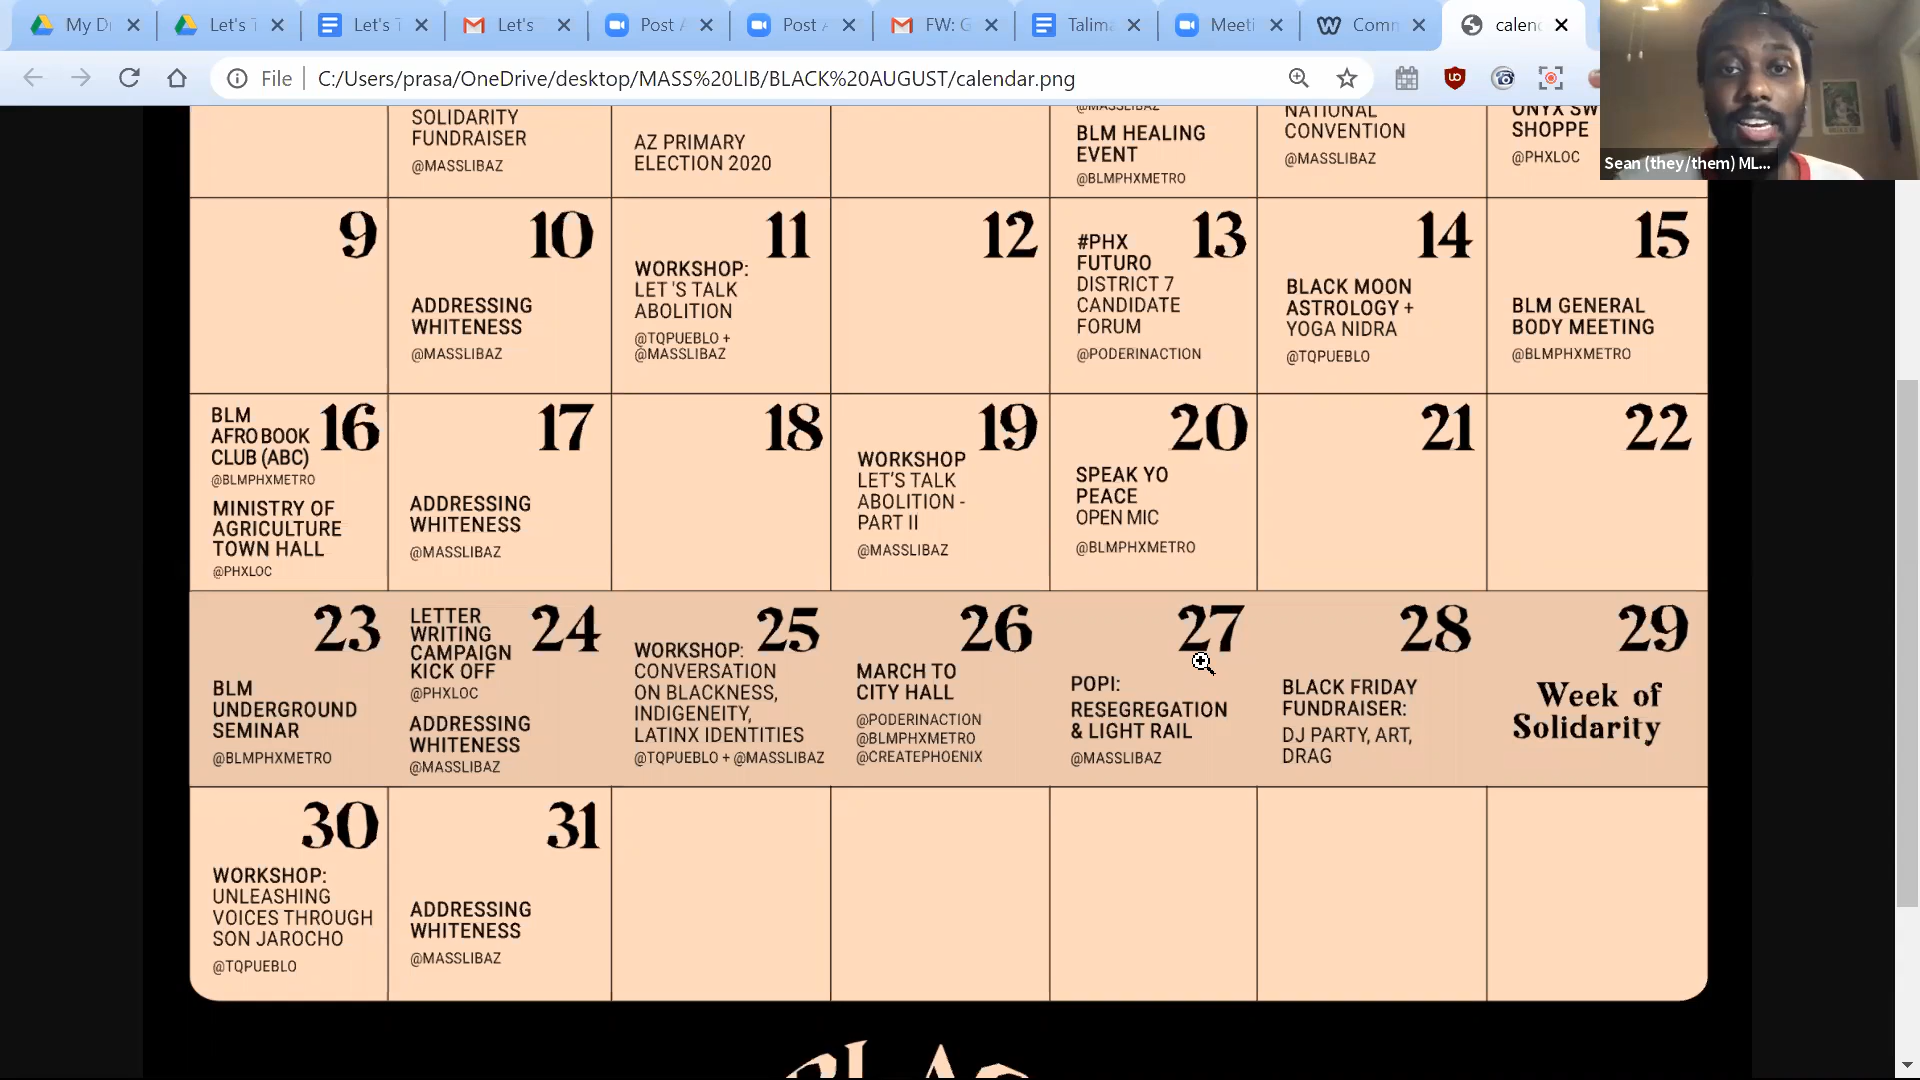 My D
Let's T
Let's T
Let's
Post A
Post A
FW: G
Talima
Meeti
Comm
calen
File
C:/Users/prasa/OneDrive/desktop/MASS%20LIB/BLACK%20AUGUST/calendar.png
Sean (they/them) ML...
SOLIDARITY
FUNDRAISER
@MASSLIBAZ
AZ PRIMARY
ELECTION 2020
@MASSLIBAZ
BLM HEALING
EVENT
@BLMPHXMETRO
NATIONAL
CONVENTION
@MASSLIBAZ
ONYX SW
SHOPPE
@PHXLOC
9
10
ADDRESSING
WHITENESS
@MASSLIBAZ
11
WORKSHOP:
LET 'S TALK
ABOLITION
@TQPUEBLO +
@MASSLIBAZ
12
13
#PHX
FUTURO
DISTRICT 7
CANDIDATE
FORUM
@PODERINACTION
14
BLACK MOON
ASTROLOGY +
YOGA NIDRA
@TQPUEBLO
15
BLM GENERAL
BODY MEETING
@BLMPHXMETRO
16
BLM
AFRO BOOK
CLUB (ABC)
@BLMPHXMETRO
MINISTRY OF
AGRICULTURE
TOWN HALL
@PHXLOC
17
ADDRESSING
WHITENESS
@MASSLIBAZ
18
19
WORKSHOP
LET'S TALK
ABOLITION -
PART II
@MASSLIBAZ
20
SPEAK YO
PEACE
OPEN MIC
@BLMPHXMETRO
21
22
23
BLM
UNDERGROUND
SEMINAR
@BLMPHXMETRO
24
LETTER
WRITING
CAMPAIGN
KICK OFF
@PHXLOC
ADDRESSING
WHITENESS
@MASSLIBAZ
25
WORKSHOP:
CONVERSATION
ON BLACKNESS,
INDIGENEITY,
LATINX IDENTITIES
@TQPUEBLO + @MASSLIBAZ
26
MARCH TO
CITY HALL
@PODERINACTION
@BLMPHXMETRO
@CREATEPHOENIX
27
POPI:
RESEGREGATION
& LIGHT RAIL
@MASSLIBAZ
28
BLACK FRIDAY
FUNDRAISER:
DJ PARTY, ART,
DRAG
29
Week of
Solidarity
30
WORKSHOP:
UNLEASHING
VOICES THROUGH
SON JAROCHO
@TQPUEBLO
31
ADDRESSING
WHITENESS
@MASSLIBAZ